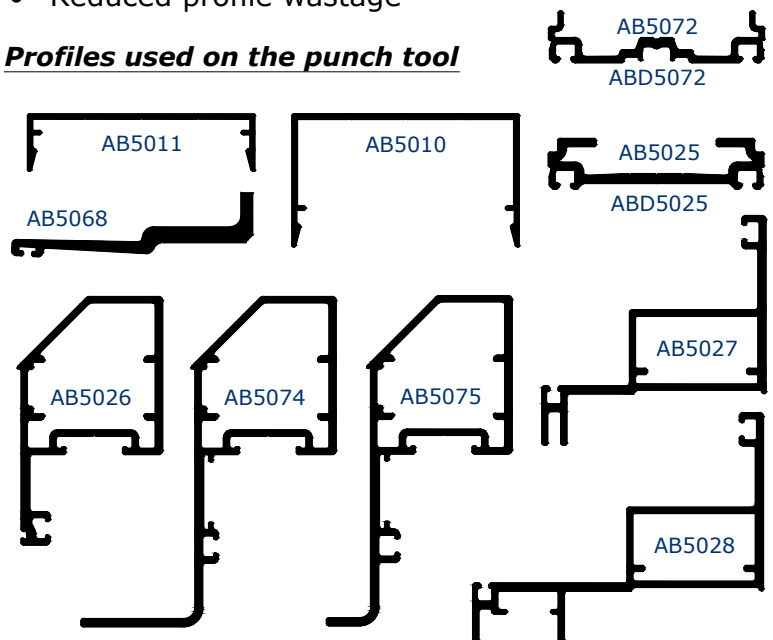 • Reduced profile wastage
Profiles used on the punch tool
AB5072
ABD5072
AB5011
AB5010
AB5025
ABD5025
AB5068
AB5027
AB5026
AB5074
AB5075
AB5028